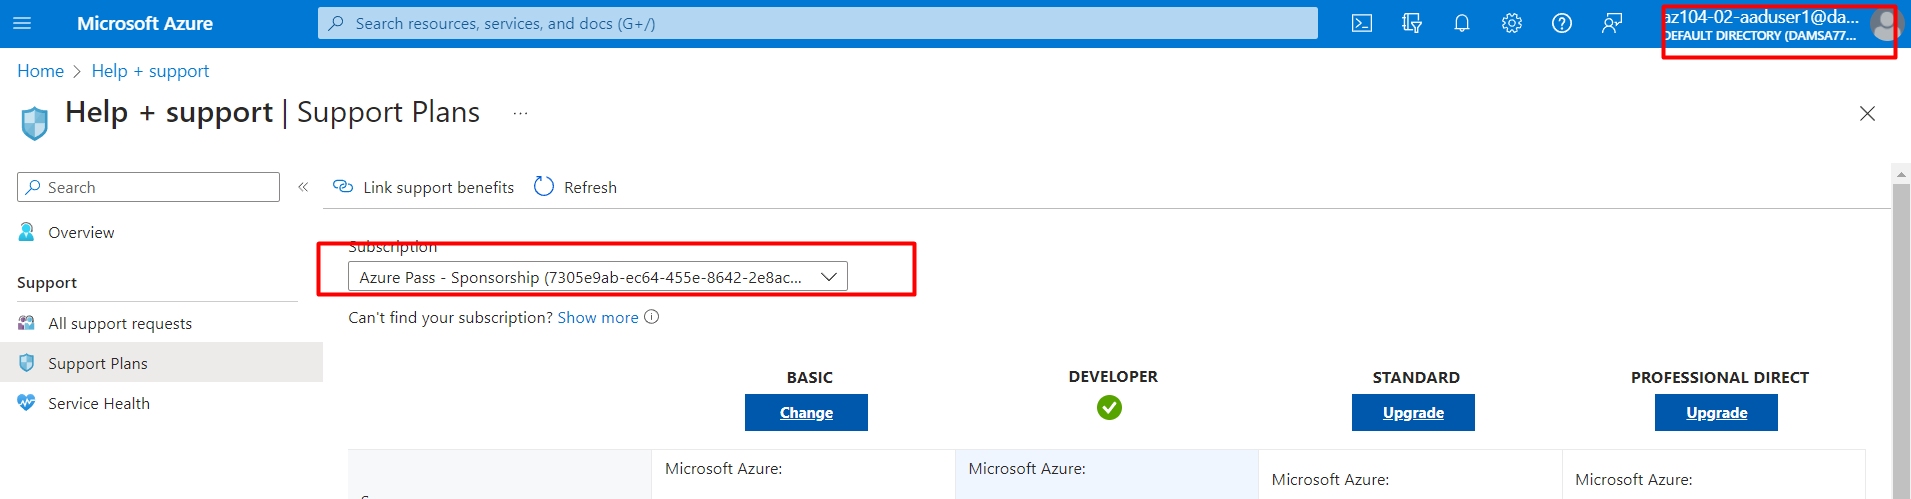 Microsoft Azure
Search resources, services, and docs (G+/)
az104-02-aaduser1@da...
DEFAULT DIRECTORY (DAMSA77...
Home > Help + support
Help + support | Support Plans ...
Search «
Link support benefits Refresh
Overview
Subscription
Azure Pass - Sponsorship (7305e9ab-ec64-455e-8642-2e8ac...
Support
Can't find your subscription? Show more
All support requests
Support Plans
Service Health
BASIC DEVELOPER STANDARD PROFESSIONAL DIRECT
Change Upgrade Upgrade
Microsoft Azure: Microsoft Azure: Microsoft Azure: Microsoft Azure: